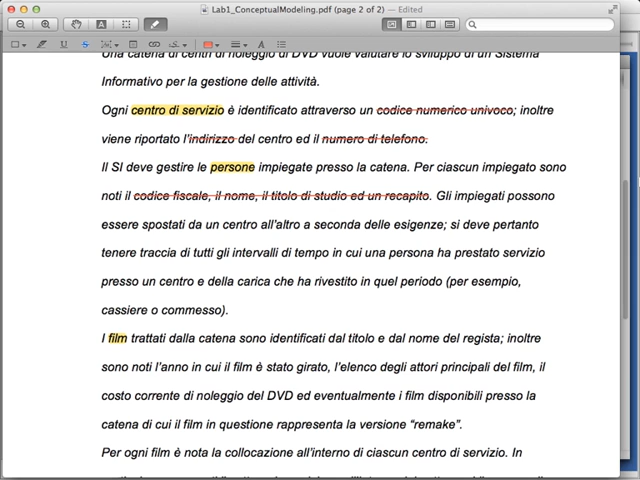 Lab1_ConceptualModeling.pdf (page 2 of 2) — Edited
Una catena di centri di noleggio di DVD vuole valutare lo sviluppo di un Sistema
Informativo per la gestione delle attività.
Ogni centro di servizio è identificato attraverso un codice numerico univoco; inoltre
viene riportato l'indirizzo del centro ed il numero di telefono.
Il SI deve gestire le persone impiegate presso la catena. Per ciascun impiegato sono
noti il codice fiscale, il nome, il titolo di studio ed un recapito. Gli impiegati possono
essere spostati da un centro all'altro a seconda delle esigenze; si deve pertanto
tenere traccia di tutti gli intervalli di tempo in cui una persona ha prestato servizio
presso un centro e della carica che ha rivestito in quel periodo (per esempio,
cassiere o commesso).
I film trattati dalla catena sono identificati dal titolo e dal nome del regista; inoltre
sono noti l'anno in cui il film è stato girato, l'elenco degli attori principali del film, il
costo corrente di noleggio del DVD ed eventualmente i film disponibili presso la
catena di cui il film in questione rappresenta la versione “remake”.
Per ogni film è nota la collocazione all'interno di ciascun centro di servizio. In